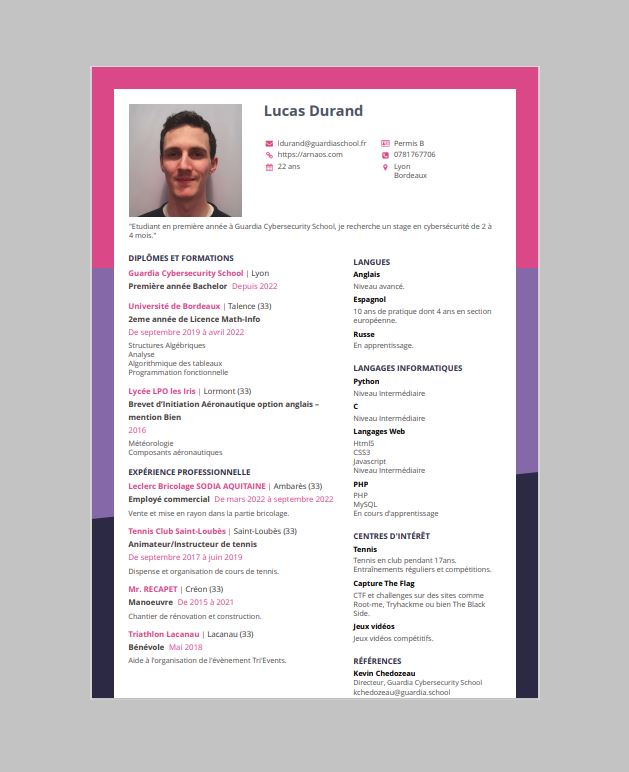 Lucas Durand
ldurand@guardiaschool.fr
https://arnaos.com
22 ans
Permis B
0781767706
Lyon
Bordeaux
"Etudiant en première année à Guardia Cybersecurity School, je recherche un stage en cybersécurité de 2 à
4 mois."
DIPLÔMES ET FORMATIONS
Guardia Cybersecurity School | Lyon
Première année Bachelor Depuis 2022
Université de Bordeaux | Talence (33)
2eme année de Licence Math-Info
De septembre 2019 à avril 2022
Structures Algébriques
Analyse
Algorithmique des tableaux
Programmation fonctionnelle
Lycée LPO les Iris | Lormont (33)
Brevet d'Initiation Aéronautique option anglais –
mention Bien
2016
Météorologie
Composants aéronautiques
EXPÉRIENCE PROFESSIONNELLE
Leclerc Bricolage SODIA AQUITAINE | Ambarès (33)
Employé commercial De mars 2022 à septembre 2022
Vente et mise en rayon dans la partie bricolage.
Tennis Club Saint-Loubès | Saint-Loubès (33)
Animateur/Instructeur de tennis
De septembre 2017 à juin 2019
Dispense et organisation de cours de tennis.
Mr. RECAPET | Créon (33)
Manoeuvre De 2015 à 2021
Chantier de rénovation et construction.
Triathlon Lacanau | Lacanau (33)
Bénévole Mai 2018
Aide à l'organisation de l'évènement Tri'Events.
LANGUES
Anglais
Niveau avancé.
Espagnol
10 ans de pratique dont 4 ans en section
européenne.
Russe
En apprentissage.
LANGAGES INFORMATIQUES
Python
Niveau Intermédiaire
C
Niveau Intermédiaire
Langages Web
Html5
CSS3
Javascript
Niveau Intermédiaire
PHP
PHP
MySQL
En cours d'apprentissage
CENTRES D'INTÉRÊT
Tennis
Tennis en club pendant 17ans.
Entraînements réguliers et compétitions.
Capture The Flag
CTF et challenges sur des sites comme
Root-me, Tryhackme ou bien The Black
Side.
Jeux vidéos
Jeux vidéos compétitifs.
RÉFÉRENCES
Kevin Chedozeau
Directeur, Guardia Cybersecurity School
kchedozeau@guardia.school